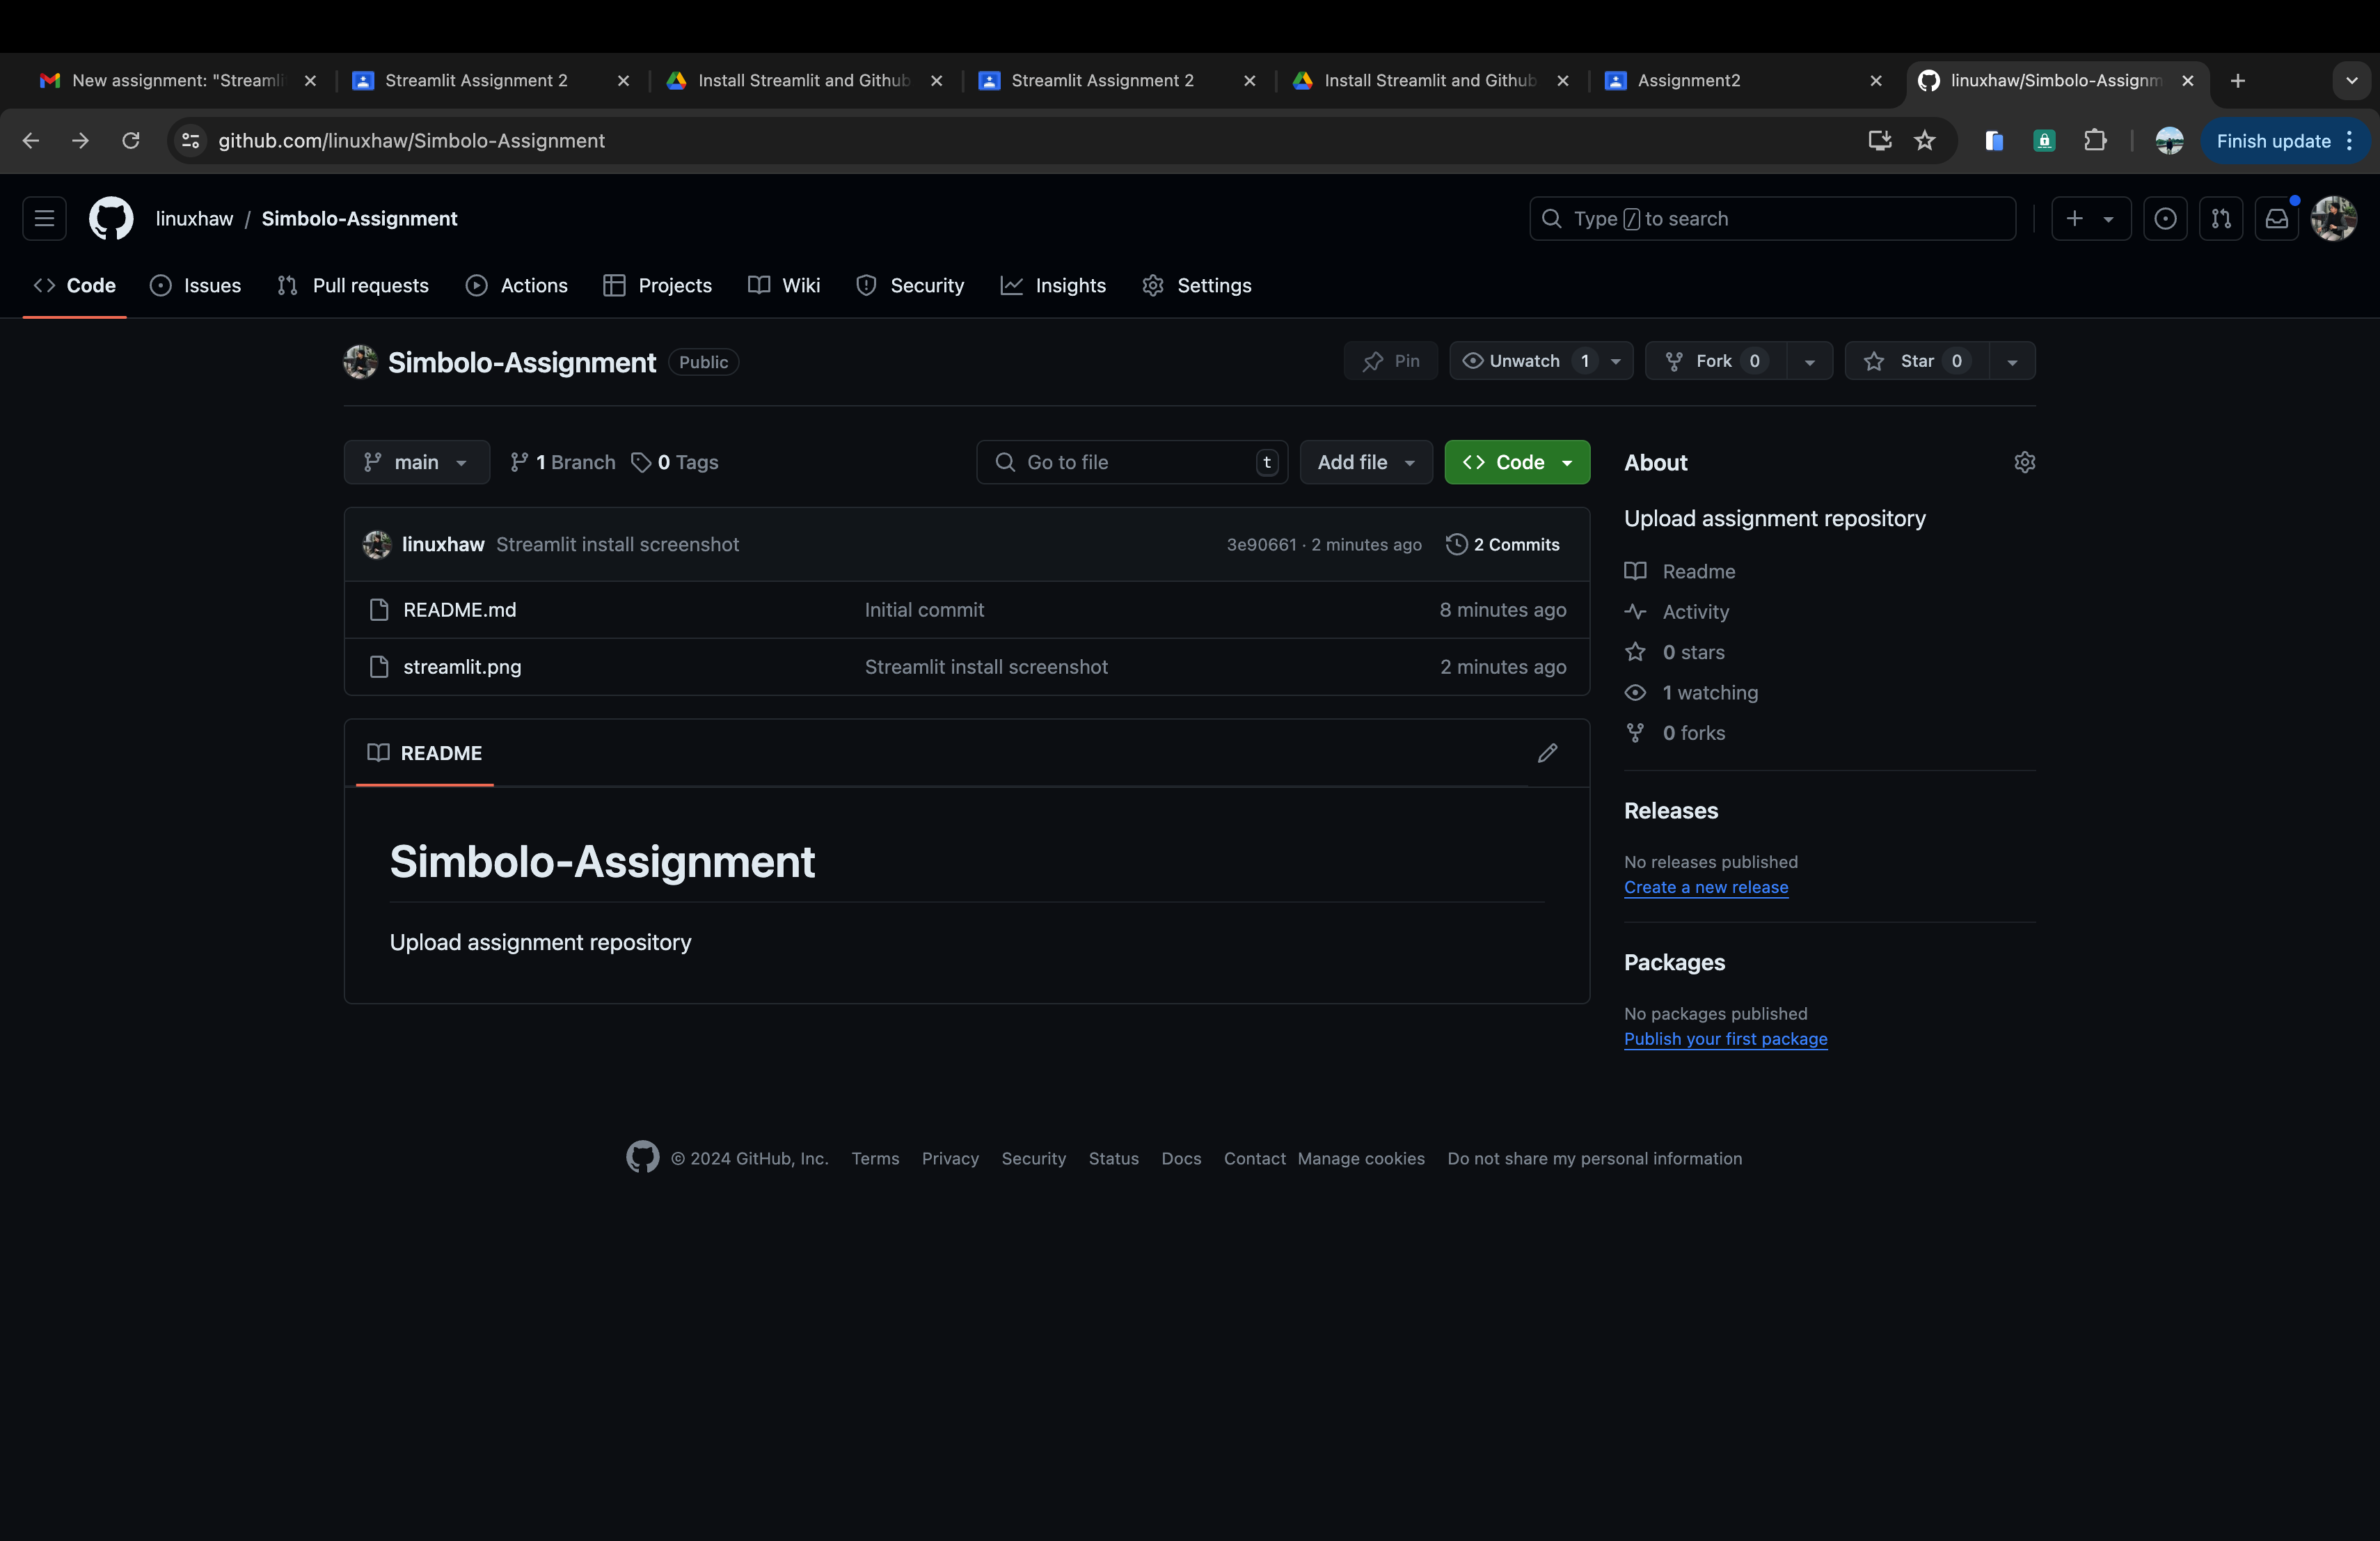 New assignment: "Streamli
Streamlit Assignment 2
Install Streamlit and Github
Streamlit Assignment 2
Install Streamlit and Github
Assignment2
linuxhaw/Simbolo-Assignm
github.com/linuxhaw/Simbolo-Assignment
Finish update
linuxhaw / Simbolo-Assignment
Type / to search
Code
Issues
Pull requests
Actions
Projects
Wiki
Security
Insights
Settings
Simbolo-Assignment Public
Pin
Unwatch 1
Fork 0
Star 0
main
1 Branch
0 Tags
Go to file t
Add file
Code
linuxhaw Streamlit install screenshot 3e90661 · 2 minutes ago 2 Commits
README.md Initial commit 8 minutes ago
streamlit.png Streamlit install screenshot 2 minutes ago
README
Simbolo-Assignment
Upload assignment repository
About
Upload assignment repository
Readme
Activity
0 stars
1 watching
0 forks
Releases
No releases published
Create a new release
Packages
No packages published
Publish your first package
© 2024 GitHub, Inc. Terms Privacy Security Status Docs Contact Manage cookies Do not share my personal information